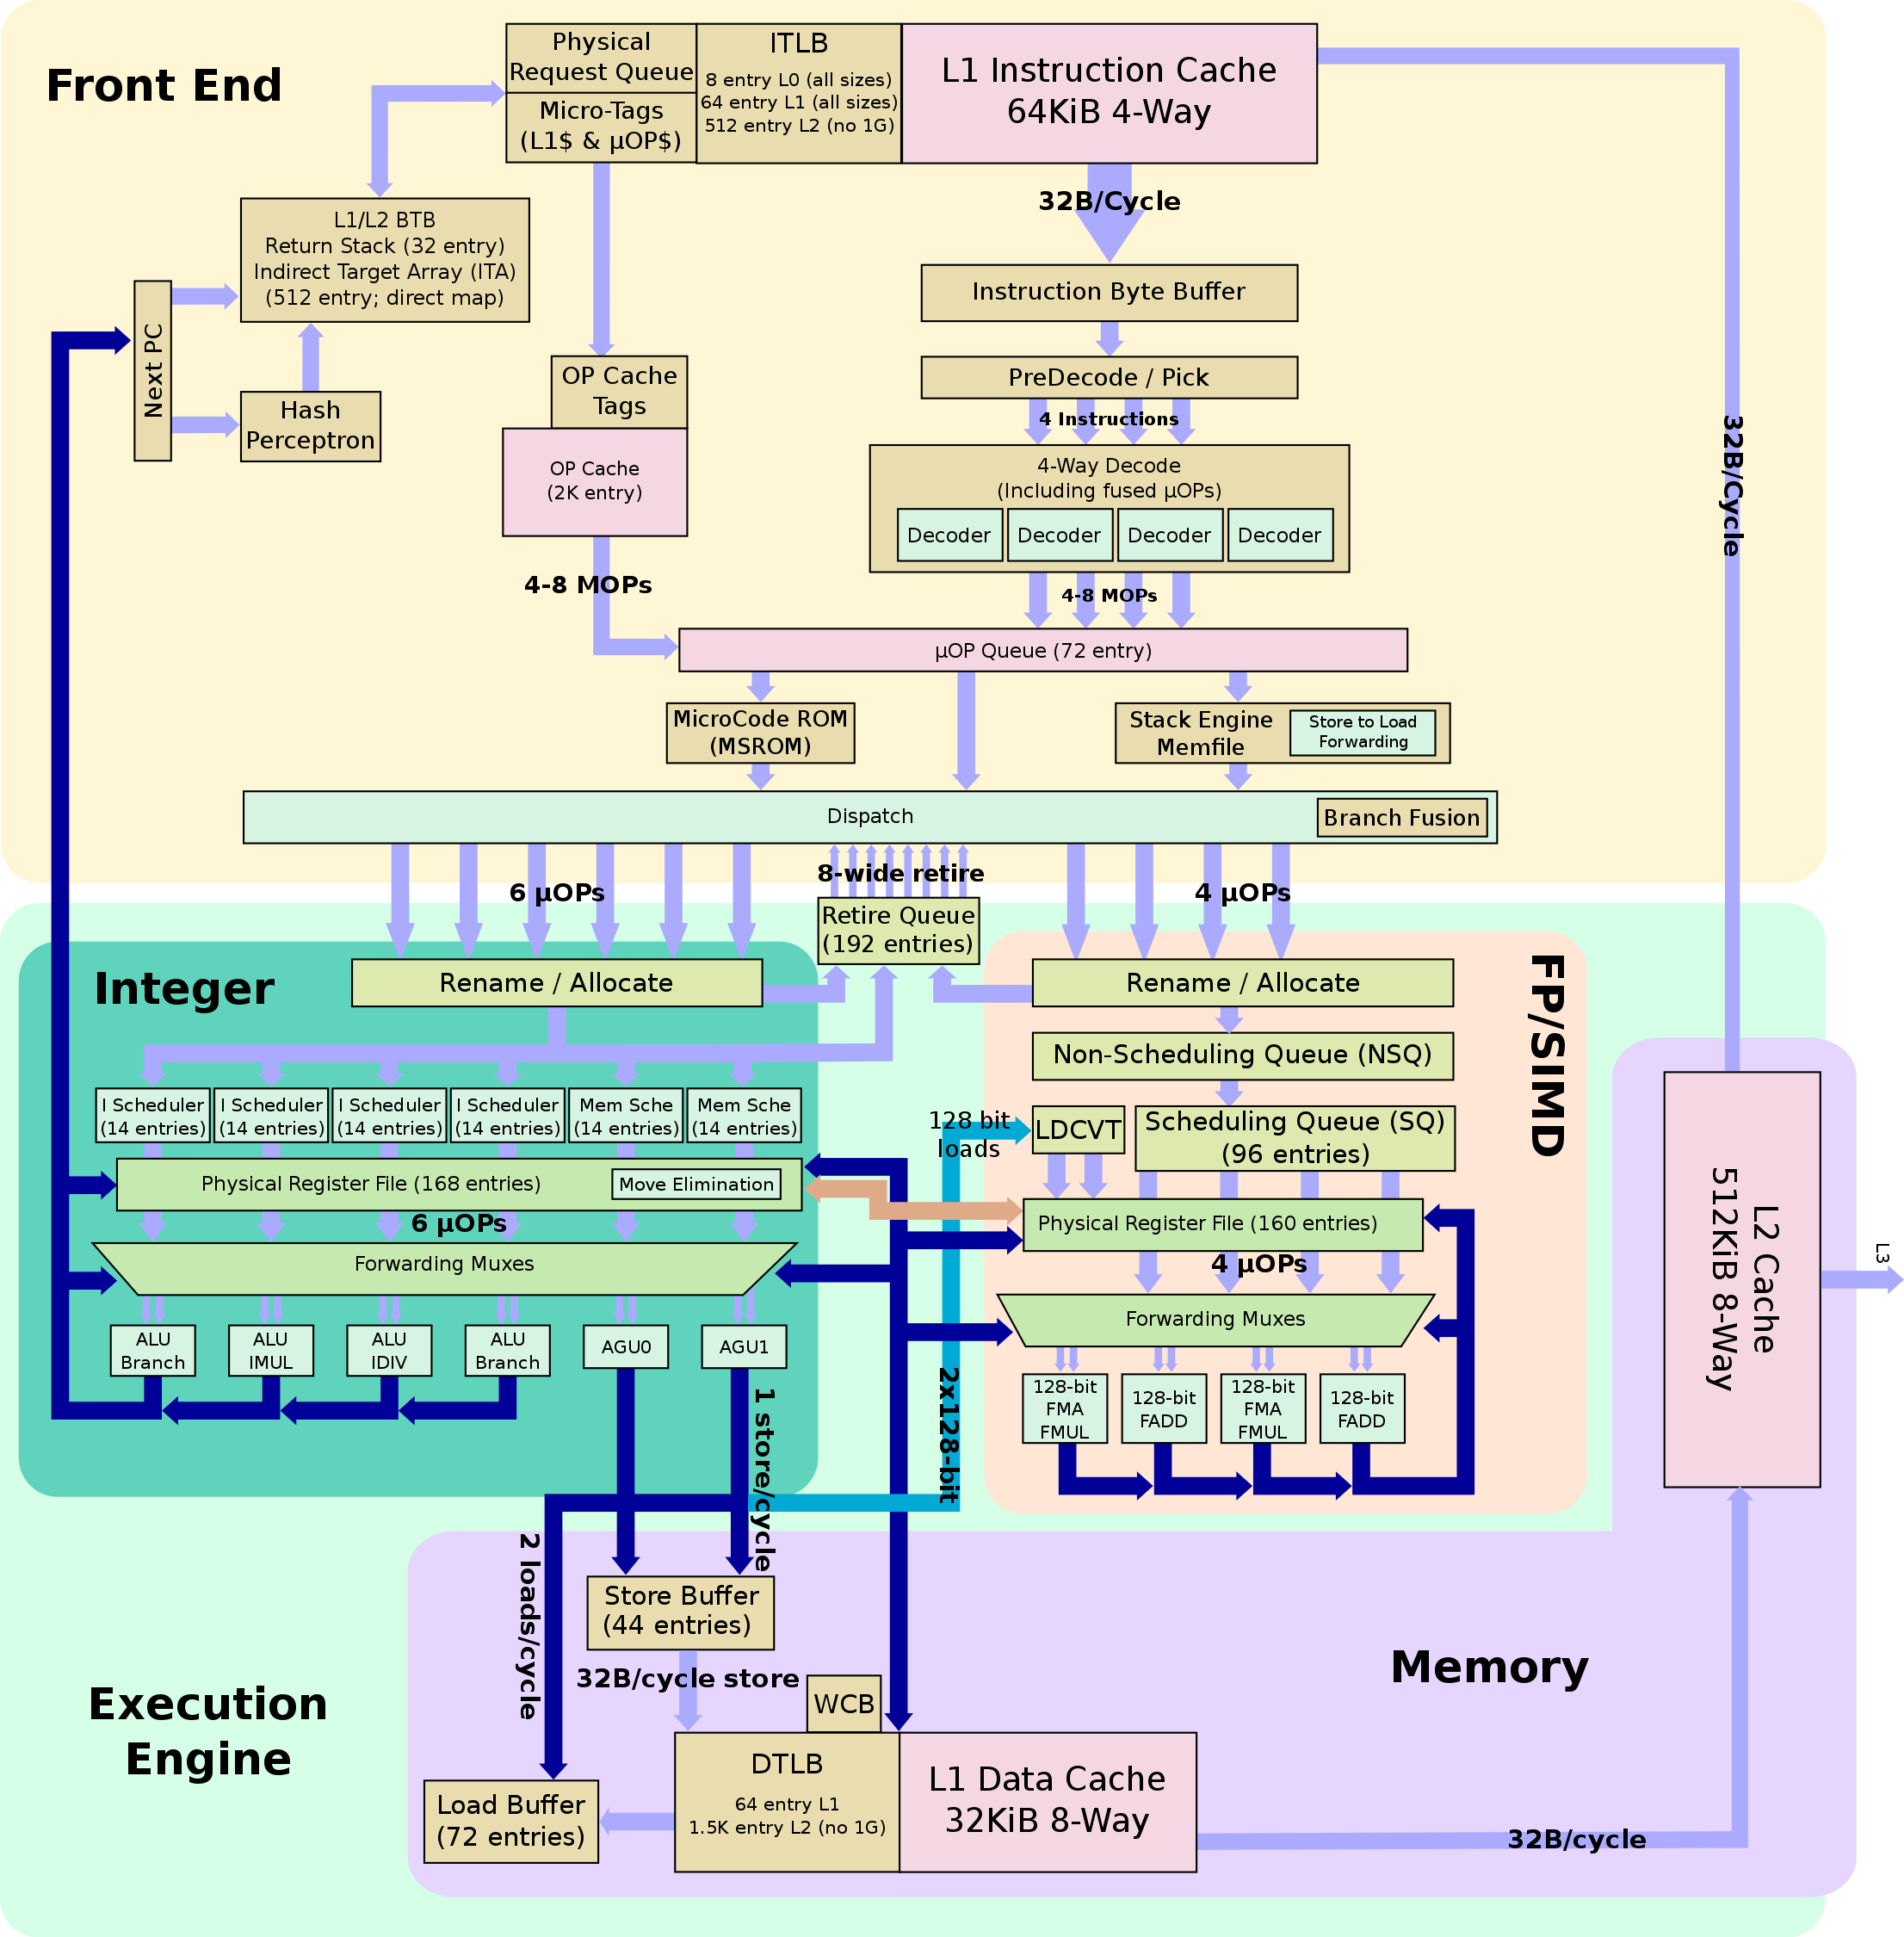 Front End
Physical
Request Queue
Micro-Tags
(L1$ & µOP$)
ITLB
8 entry L0 (all sizes)
64 entry L1 (all sizes)
512 entry L2 (no 1G)
L1 Instruction Cache
64KiB 4-Way
32B/Cycle
L1/L2 BTB
Return Stack (32 entry)
Indirect Target Array (ITA)
(512 entry; direct map)
Next PC
Hash
Perceptron
OP Cache
Tags
OP Cache
(2K entry)
4-8 MOPs
Instruction Byte Buffer
PreDecode / Pick
4 Instructions
4-Way Decode
(Including fused µOPs)
Decoder
Decoder
Decoder
Decoder
4-8 MOPs
32B/Cycle
µOP Queue (72 entry)
MicroCode ROM
(MSROM)
Stack Engine
Memfile
Store to Load
Forwarding
Dispatch
Branch Fusion
6 µOPs
8-wide retire
4 µOPs
Retire Queue
(192 entries)
Integer
Rename / Allocate
I Scheduler
(14 entries)
I Scheduler
(14 entries)
I Scheduler
(14 entries)
I Scheduler
(14 entries)
Mem Sche
(14 entries)
Mem Sche
(14 entries)
Physical Register File (168 entries)
Move Elimination
6 µOPs
Forwarding Muxes
ALU
Branch
ALU
IMUL
ALU
IDIV
ALU
Branch
AGU0
AGU1
FP/SIMD
Rename / Allocate
Non-Scheduling Queue (NSQ)
128 bit
loads
LDCVT
Scheduling Queue (SQ)
(96 entries)
Physical Register File (160 entries)
4 µOPs
Forwarding Muxes
128-bit
FMA
FMUL
128-bit
FADD
128-bit
FMA
FMUL
128-bit
FADD
L2 Cache
512KiB 8-Way
L3
1 store/cycle
2x128-bit
2 loads/cycle
Store Buffer
(44 entries)
32B/cycle store
WCB
Memory
Execution
Engine
DTLB
64 entry L1
1.5K entry L2 (no 1G)
L1 Data Cache
32KiB 8-Way
Load Buffer
(72 entries)
32B/cycle